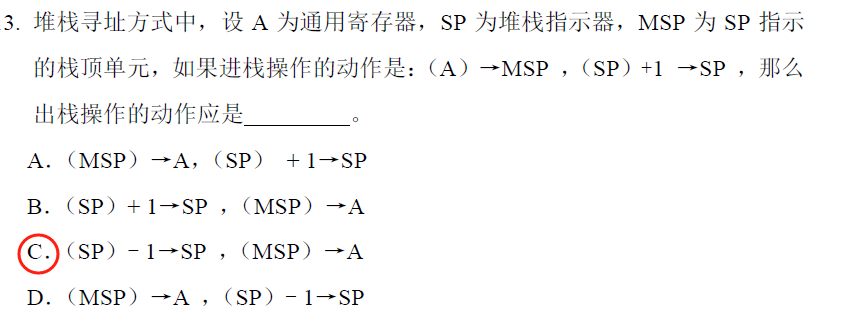 3. 堆栈寻址方式中，设 A 为通用寄存器，SP 为堆栈指示器，MSP 为 SP 指示
的栈顶单元，如果进栈操作的动作是：（A）→MSP ，（SP）+1 →SP ，那么
出栈操作的动作应是_________。
A．（MSP）→A，（SP） ＋1→SP
B．（SP）＋1→SP ，（MSP）→A
C．（SP）－1→SP ，（MSP）→A
D．（MSP）→A ，（SP）－1→SP